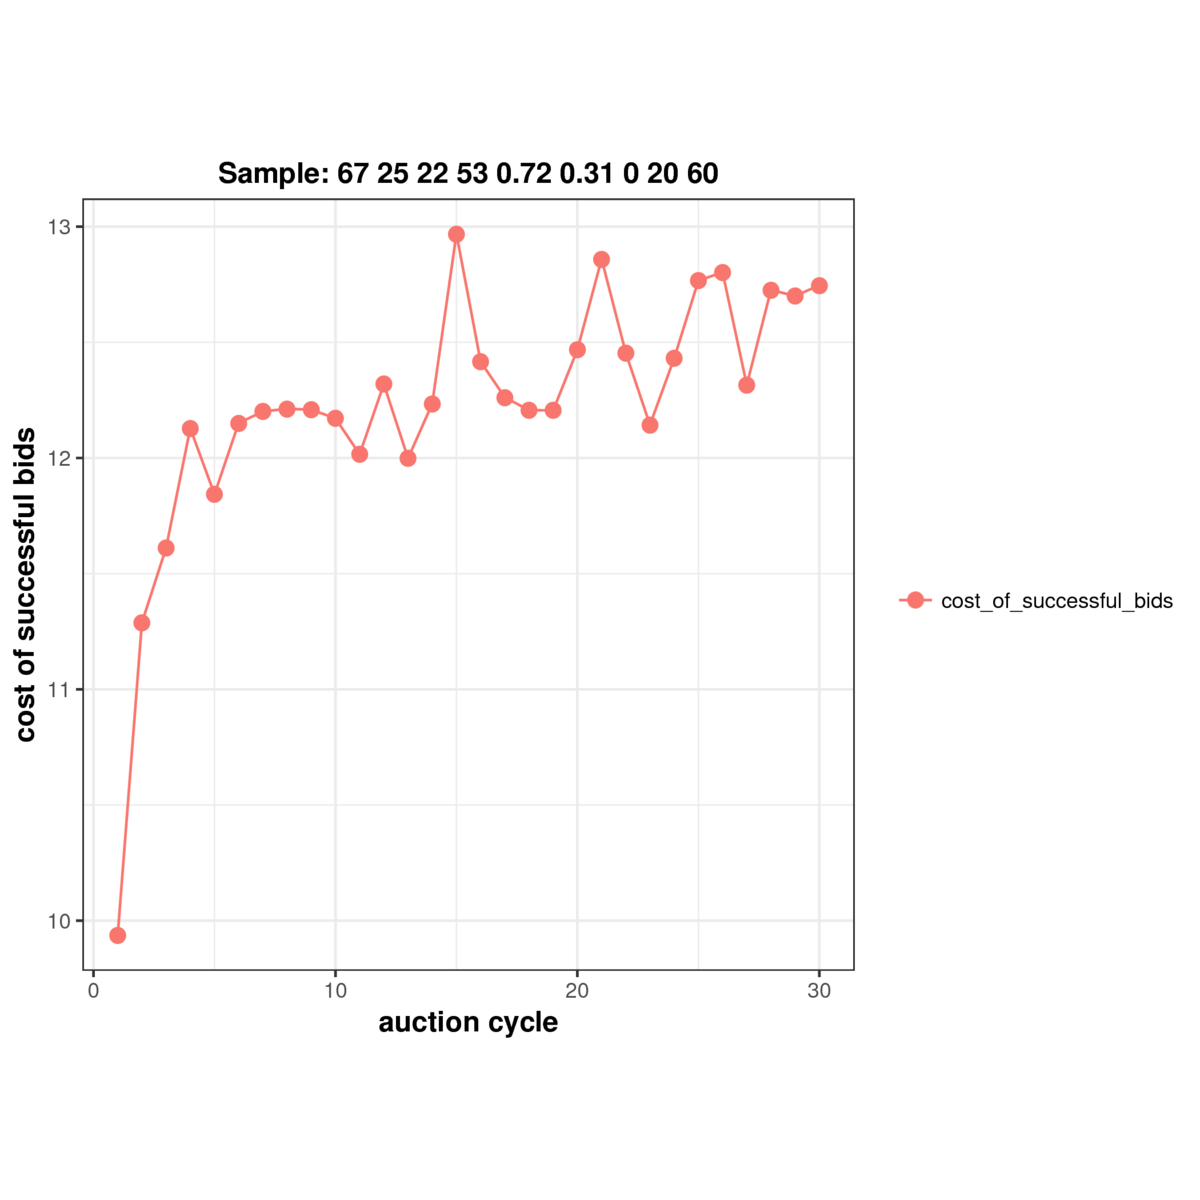 Sample: 67 25 22 53 0.72 0.31 0 20 60
13
12
11
10
cost of successful bids
0 10 20 30
auction cycle
cost_of_successful_bids